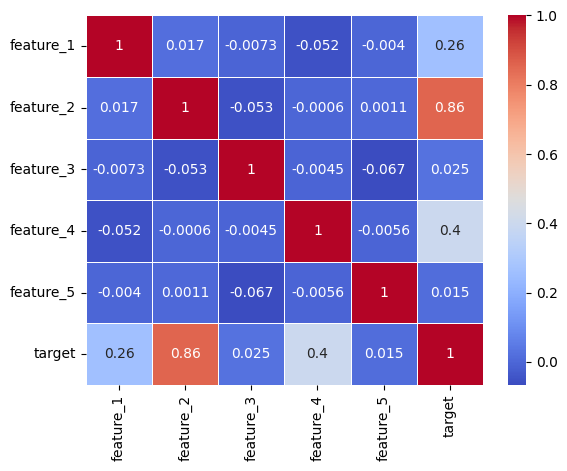 feature_1 1 0.017 -0.0073 -0.052 -0.004 0.26
feature_2 0.017 1 -0.053 -0.0006 0.0011 0.86
feature_3 -0.0073 -0.053 1 -0.0045 -0.067 0.025
feature_4 -0.052 -0.0006 -0.0045 1 -0.0056 0.4
feature_5 -0.004 0.0011 -0.067 -0.0056 1 0.015
target 0.26 0.86 0.025 0.4 0.015 1
feature_1 feature_2 feature_3 feature_4 feature_5 target
1.0
0.8
0.6
0.4
0.2
0.0